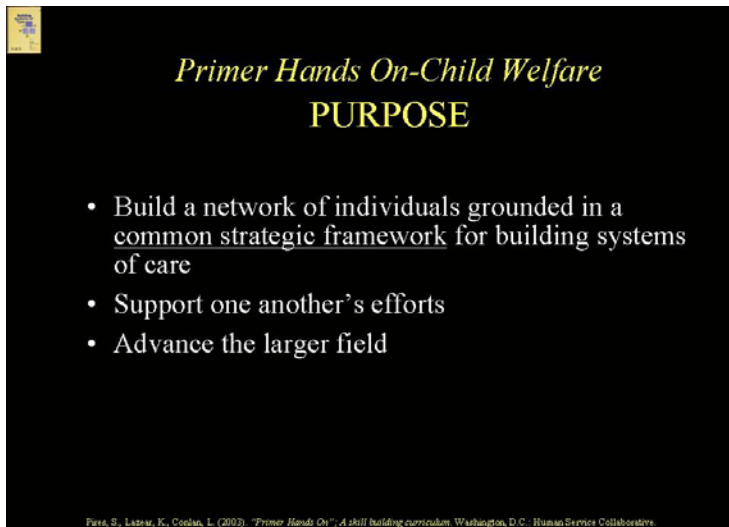 Primer Hands On-Child Welfare
PURPOSE
• Build a network of individuals grounded in a
common strategic framework for building systems
of care
• Support one another's efforts
• Advance the larger field
Pires, S., Lazear, K., Conlan, L. (2003). "Primer Hands On"; A skill building curriculum. Washington, D.C.: Human Service Collaborative.